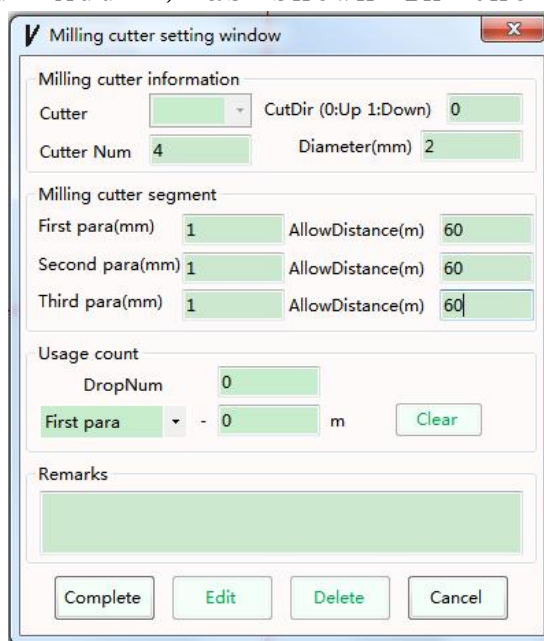 Milling cutter setting window
Milling cutter information
Cutter CutDir (0:Up 1:Down) 0
Cutter Num 4 Diameter(mm) 2
Milling cutter segment
First para(mm) 1 AllowDistance(m) 60
Second para(mm) 1 AllowDistance(m) 60
Third para(mm) 1 AllowDistance(m) 60
Usage count
DropNum 0
First para - 0 m Clear
Remarks
Complete Edit Delete Cancel